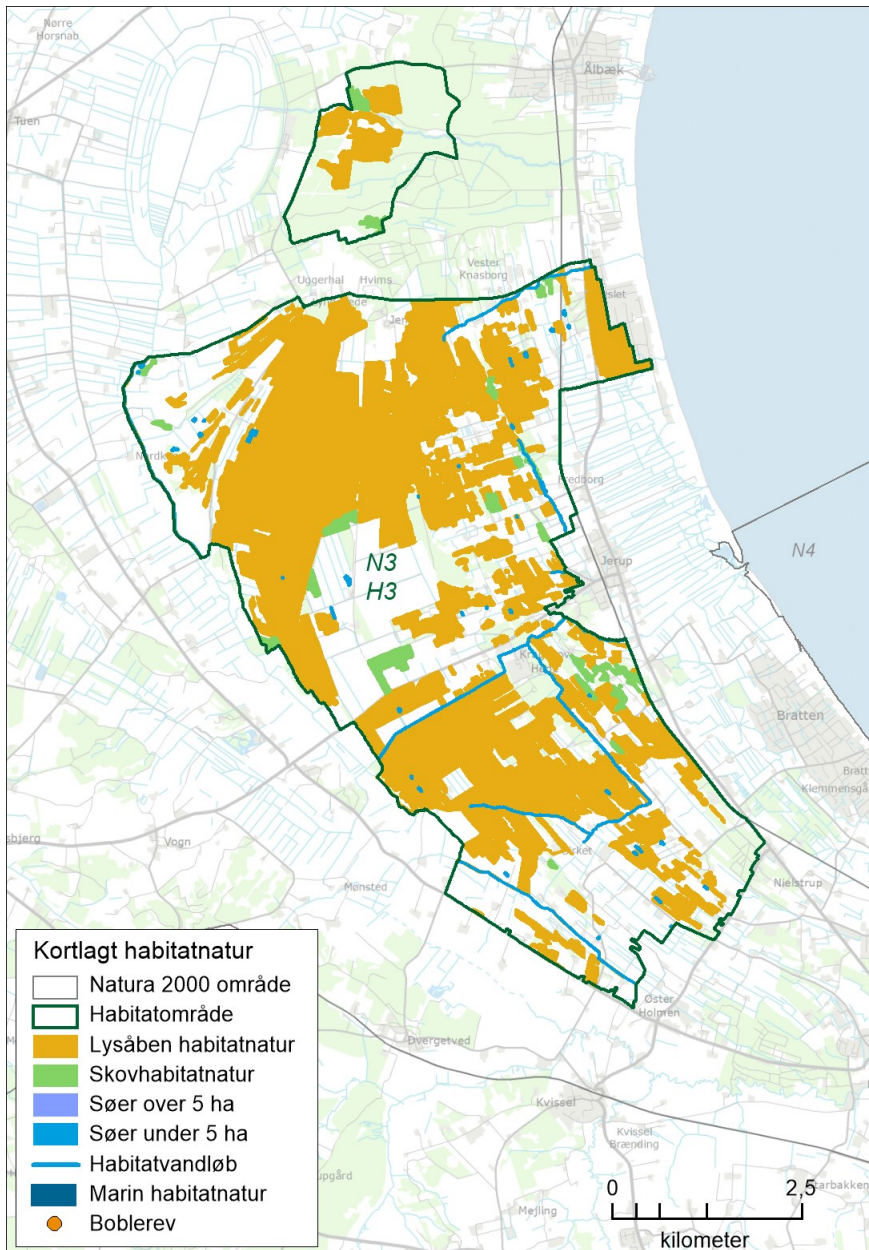 Nørre
Horsnab
Ålbæk
Tuen
Vester
Knasborg
Uggerhal Hvims
N4
N3
H3
Jerup
Bratten
Klemmensgå
Vogn
Nielstrup
Mønsted
Øster
Holmen
Dvergetved
Kvissel
Kvissel
Brænding
Starbakken
Mejling
Kortlagt habitatnatur
Natura 2000 område
Habitatområde
Lysåben habitatnatur
Skovhabitatnatur
Søer over 5 ha
Søer under 5 ha
Habitatvandløb
Marin habitatnatur
Boblerev
0 2,5
kilometer